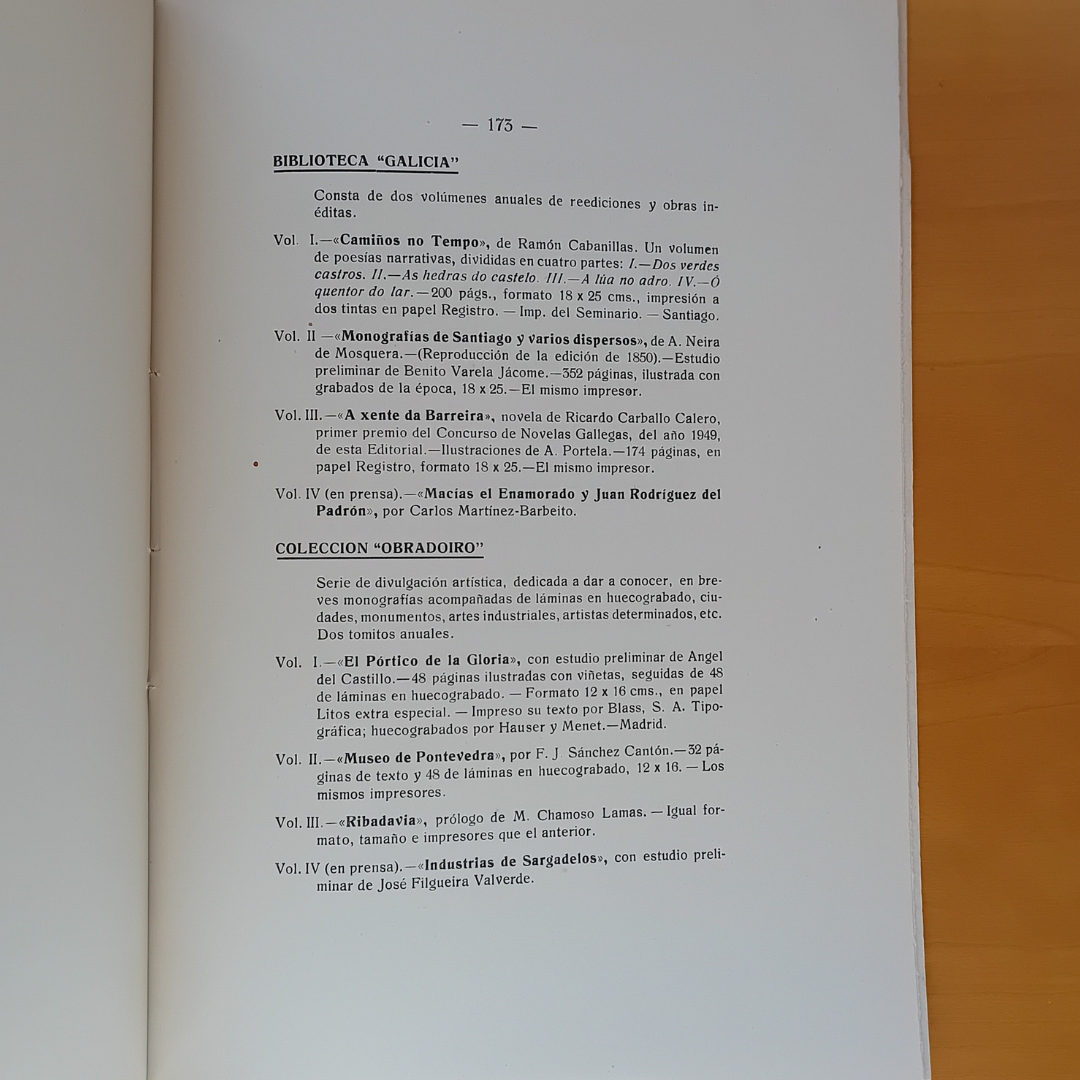 — 173 —
BIBLIOTECA “GALICIA”
Consta de dos volúmenes anuales de reediciones y obras in-
éditas.
Vol. I.—«Camiños no Tempo», de Ramón Cabanillas. Un volumen
de poesías narrativas, divididas en cuatro partes: I.—Dos verdes
castros. II.—As hedras do castelo. III.—A lúa no adro. IV.—Ó
quentor do lar.—200 págs., formato 18 x 25 cms., impresión a
dos tintas en papel Registro. — Imp. del Seminario. — Santiago.
Vol. II —«Monografías de Santiago y varios dispersos», de A. Neira
de Mosquera.—(Reproducción de la edición de 1850).—Estudio
preliminar de Benito Varela Jácome.—352 páginas, ilustrada con
grabados de la época, 18 x 25.—El mismo impresor.
Vol. III.—«A xente da Barreira», novela de Ricardo Carballo Calero,
primer premio del Concurso de Novelas Gallegas, del año 1949,
de esta Editorial.—Ilustraciones de A. Portela.—174 páginas, en
papel Registro, formato 18 x 25.—El mismo impresor.
Vol. IV (en prensa).—«Macías el Enamorado y Juan Rodríguez del
Padrón», por Carlos Martínez-Barbeito.
COLECCION “OBRADOIRO”
Serie de divulgación artística, dedicada a dar a conocer, en bre-
ves monografías acompañadas de láminas en huecograbado, ciu-
dades, monumentos, artes industriales, artistas determinados, etc.
Dos tomitos anuales.
Vol. I.—«El Pórtico de la Gloria», con estudio preliminar de Angel
del Castillo.—48 páginas ilustradas con viñetas, seguidas de 48
de láminas en huecograbado. — Formato 12 x 16 cms., en papel
Litos extra especial. — Impreso su texto por Blass, S. A. Tipo-
gráfica; huecograbados por Hauser y Menet.—Madrid.
Vol. II.—«Museo de Pontevedra», por F. J. Sánchez Cantón.—32 pá-
ginas de texto y 48 de láminas en huecograbado, 12 x 16. — Los
mismos impresores.
Vol. III.—«Ribadavia», prólogo de M. Chamoso Lamas. — Igual for-
mato, tamaño e impresores que el anterior.
Vol. IV (en prensa).—«Industrias de Sargadelos», con estudio preli-
minar de José Filgueira Valverde.